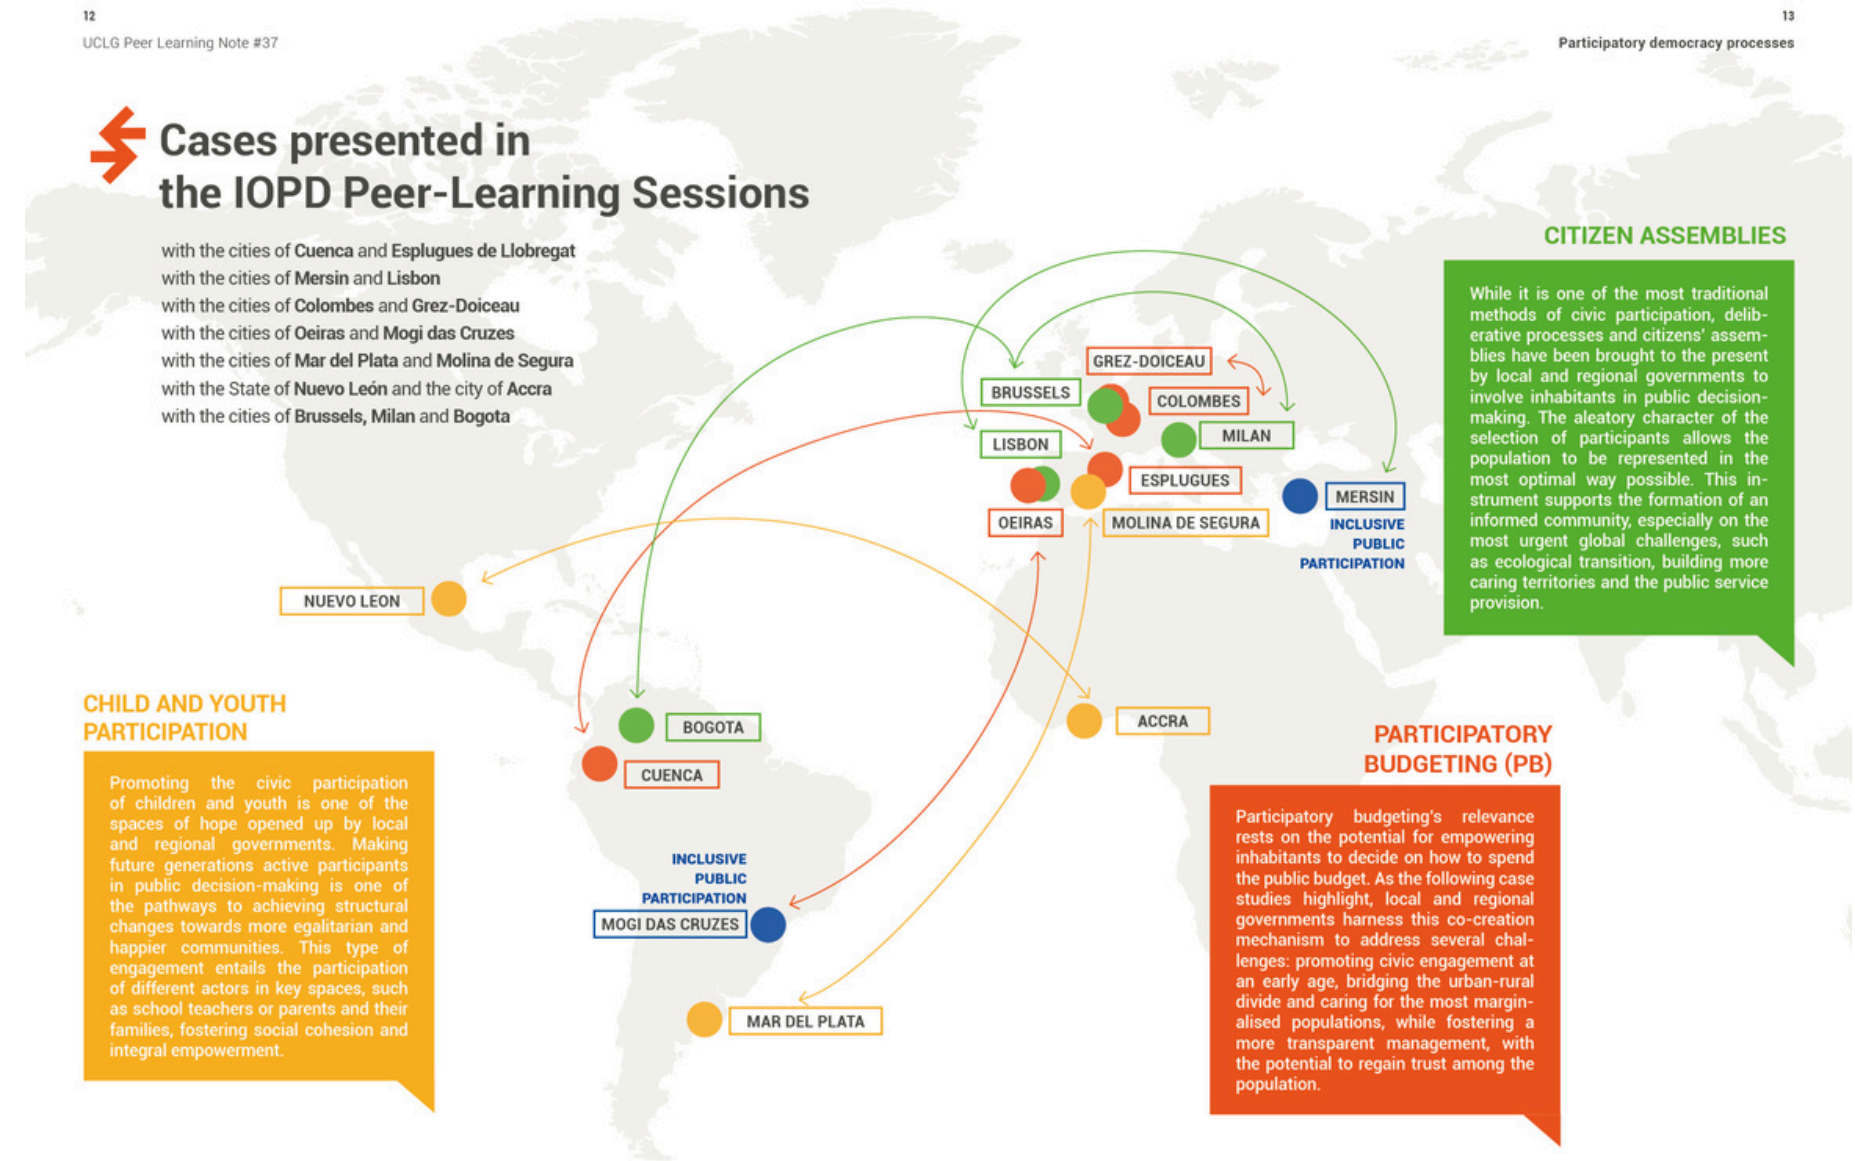 12
UCLG Peer Learning Note #37
13
Participatory democracy processes
Cases presented in
the IOPD Peer-Learning Sessions
with the cities of Cuenca and Esplugues de Llobregat
with the cities of Mersin and Lisbon
with the cities of Colombes and Grez-Doiceau
with the cities of Oeiras and Mogi das Cruzes
with the cities of Mar del Plata and Molina de Segura
with the State of Nuevo León and the city of Accra
with the cities of Brussels, Milan and Bogota
CITIZEN ASSEMBLIES
While it is one of the most traditional
methods of civic participation, delib-
erative processes and citizens' assem-
blies have been brought to the present
by local and regional governments to
involve inhabitants in public decision-
making. The aleatory character of the
selection of participants allows the
population to be represented in the
most optimal way possible. This in-
strument supports the formation of an
informed community, especially on the
most urgent global challenges, such
as ecological transition, building more
caring territories and the public service
provision.
GREZ-DOICEAU
BRUSSELS
COLOMBES
MILAN
LISBON
ESPLUGUES
MERSIN
INCLUSIVE
PUBLIC
PARTICIPATION
OEIRAS
MOLINA DE SEGURA
NUEVO LEON
BOGOTA
ACCRA
CUENCA
INCLUSIVE
PUBLIC
PARTICIPATION
MOGI DAS CRUZES
MAR DEL PLATA
CHILD AND YOUTH
PARTICIPATION
Promoting the civic participation
of children and youth is one of the
spaces of hope opened up by local
and regional governments. Making
future generations active participants
in public decision-making is one of
the pathways to achieving structural
changes towards more egalitarian and
happier communities. This type of
engagement entails the participation
of different actors in key spaces, such
as school teachers or parents and their
families, fostering social cohesion and
integral empowerment.
PARTICIPATORY
BUDGETING (PB)
Participatory budgeting's relevance
rests on the potential for empowering
inhabitants to decide on how to spend
the public budget. As the following case
studies highlight, local and regional
governments harness this co-creation
mechanism to address several chal-
lenges: promoting civic engagement at
an early age, bridging the urban-rural
divide and caring for the most margin-
alised populations, while fostering a
more transparent management, with
the potential to regain trust among the
population.